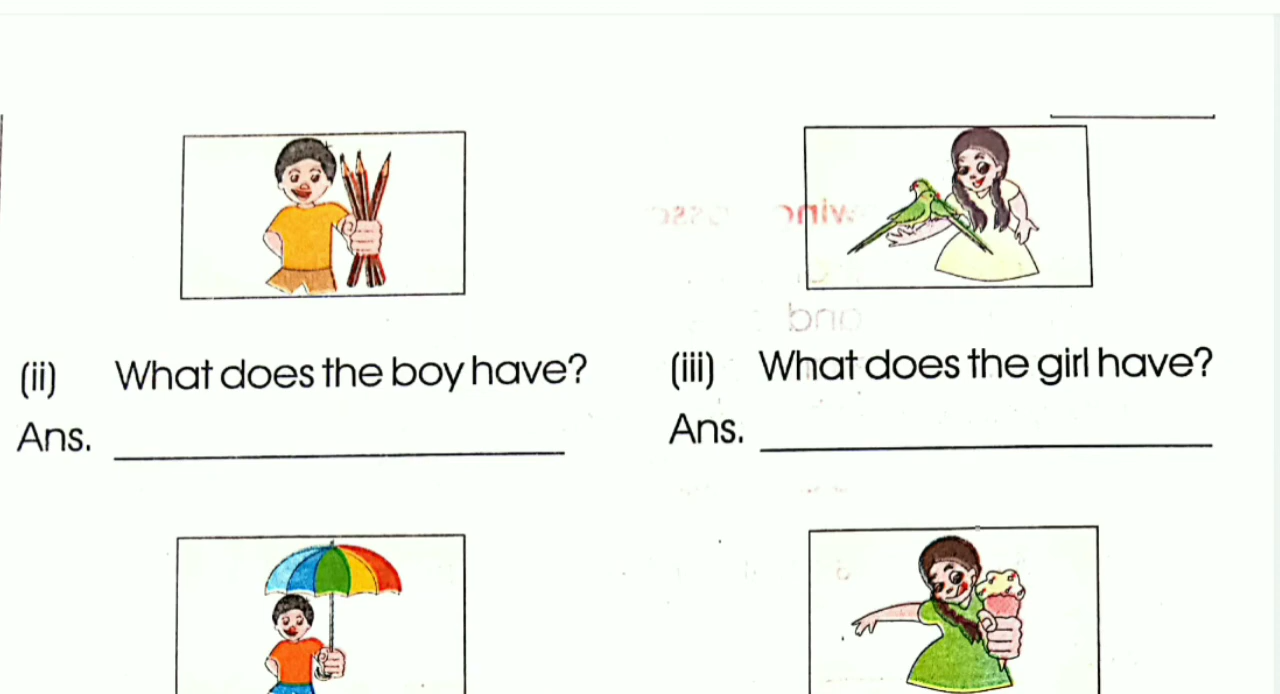 (ii) What does the boy have?
Ans.
(iii) What does the girl have?
Ans.